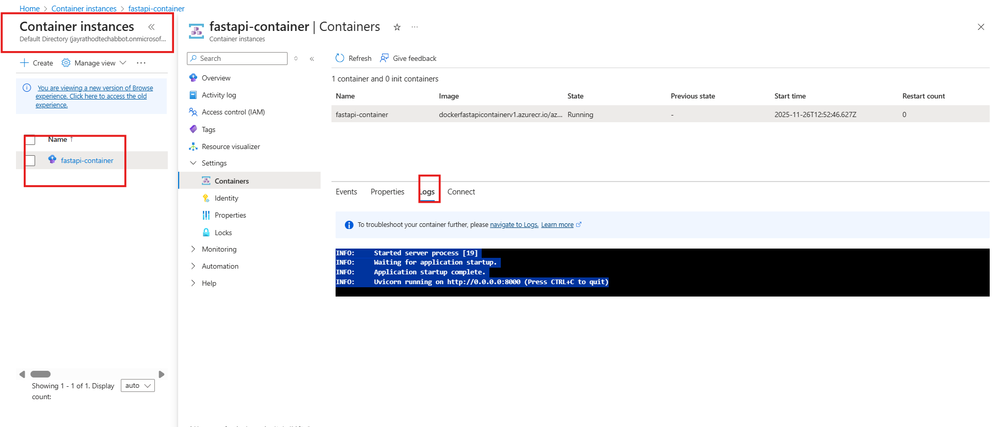 Home > Container instances > fastapi-container
Container instances
Default Directory (jayrathodtechabbot.onmicrosof...
Create Manage view ...
You are viewing a new version of Browse
experience. Click here to access the old
experience.
Name ↑
fastapi-container
Showing 1 - 1 of 1. Display
count:
auto
fastapi-container | Containers
Container instances
Search
Overview
Activity log
Access control (IAM)
Tags
Resource visualizer
Settings
Containers
Identity
Properties
Locks
Monitoring
Automation
Help
Refresh Give feedback
1 container and 0 init containers
Name Image State Previous state Start time Restart count
fastapi-container dockerfastapicontainerv1.azurecr.io/az... Running - 2025-11-26T12:52:46.627Z 0
Events Properties Logs Connect
To troubleshoot your container further, please navigate to Logs. Learn more
INFO: Started server process [19]
INFO: Waiting for application startup.
INFO: Application startup complete.
INFO: Uvicorn running on http://0.0.0.0:8000 (Press CTRL+C to quit)